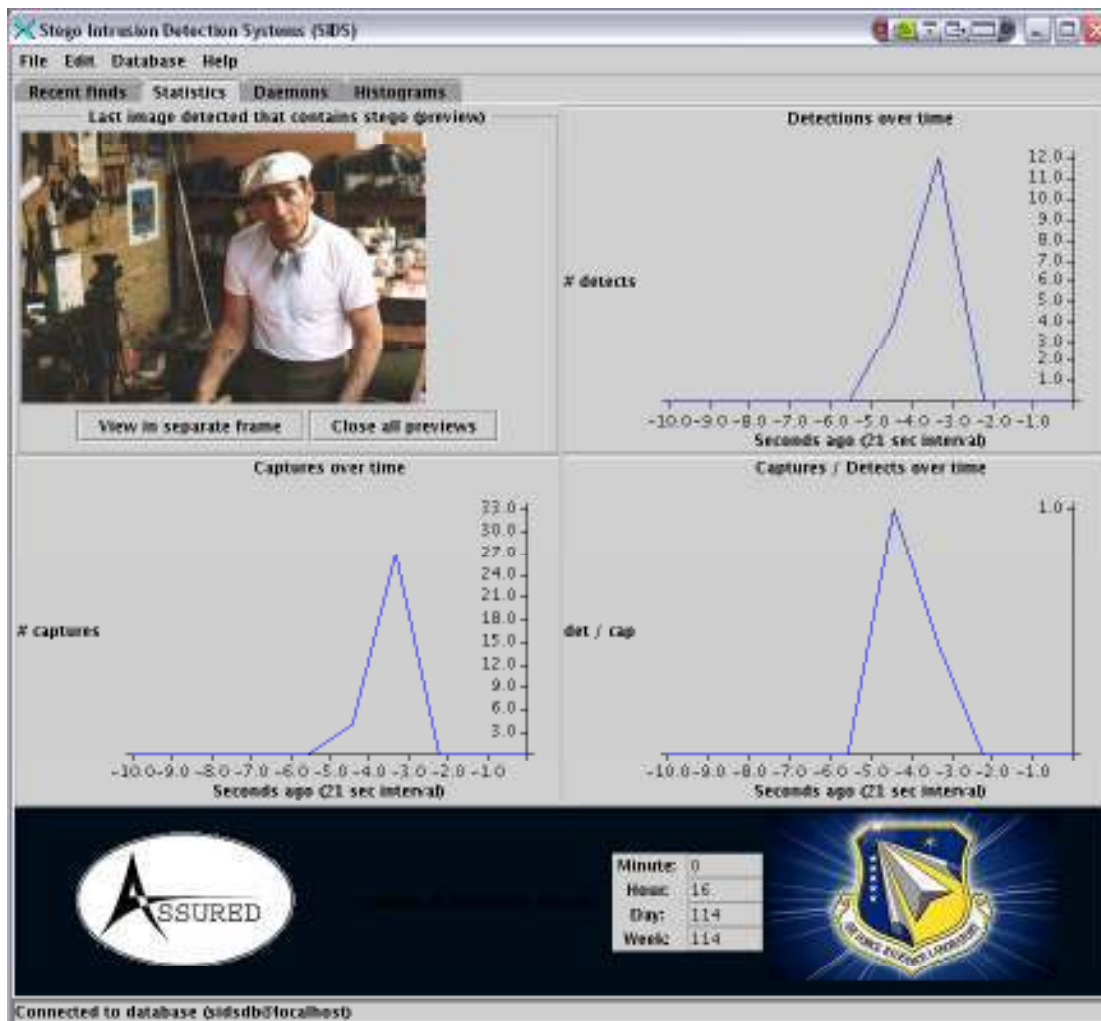 Stego Intrusion Detection Systems (SIDS)
File Edit Database Help
Recent finds Statistics Daemons Histograms
Last image detected that contains stego (preview)
View in separate frame Close all previews
Detections over time
12.0
11.0
10.0
9.0
8.0
7.0
6.0
5.0
4.0
3.0
2.0
1.0
# detects
-10.0 -9.0 -8.0 -7.0 -6.0 -5.0 -4.0 -3.0 -2.0 -1.0
Seconds ago (21 sec interval)
Captures over time
33.0
30.0
27.0
24.0
21.0
18.0
15.0
12.0
9.0
6.0
3.0
# captures
-10.0 -9.0 -8.0 -7.0 -6.0 -5.0 -4.0 -3.0 -2.0 -1.0
Seconds ago (21 sec interval)
Captures / Detects over time
1.0
det / cap
-10.0 -9.0 -8.0 -7.0 -6.0 -5.0 -4.0 -3.0 -2.0 -1.0
Seconds ago (21 sec interval)
ASSURED
Minute: 0
Hour: 16
Day: 114
Week: 114
AIR FORCE RESEARCH LABORATORY
Connected to database (sidsdb@localhost)